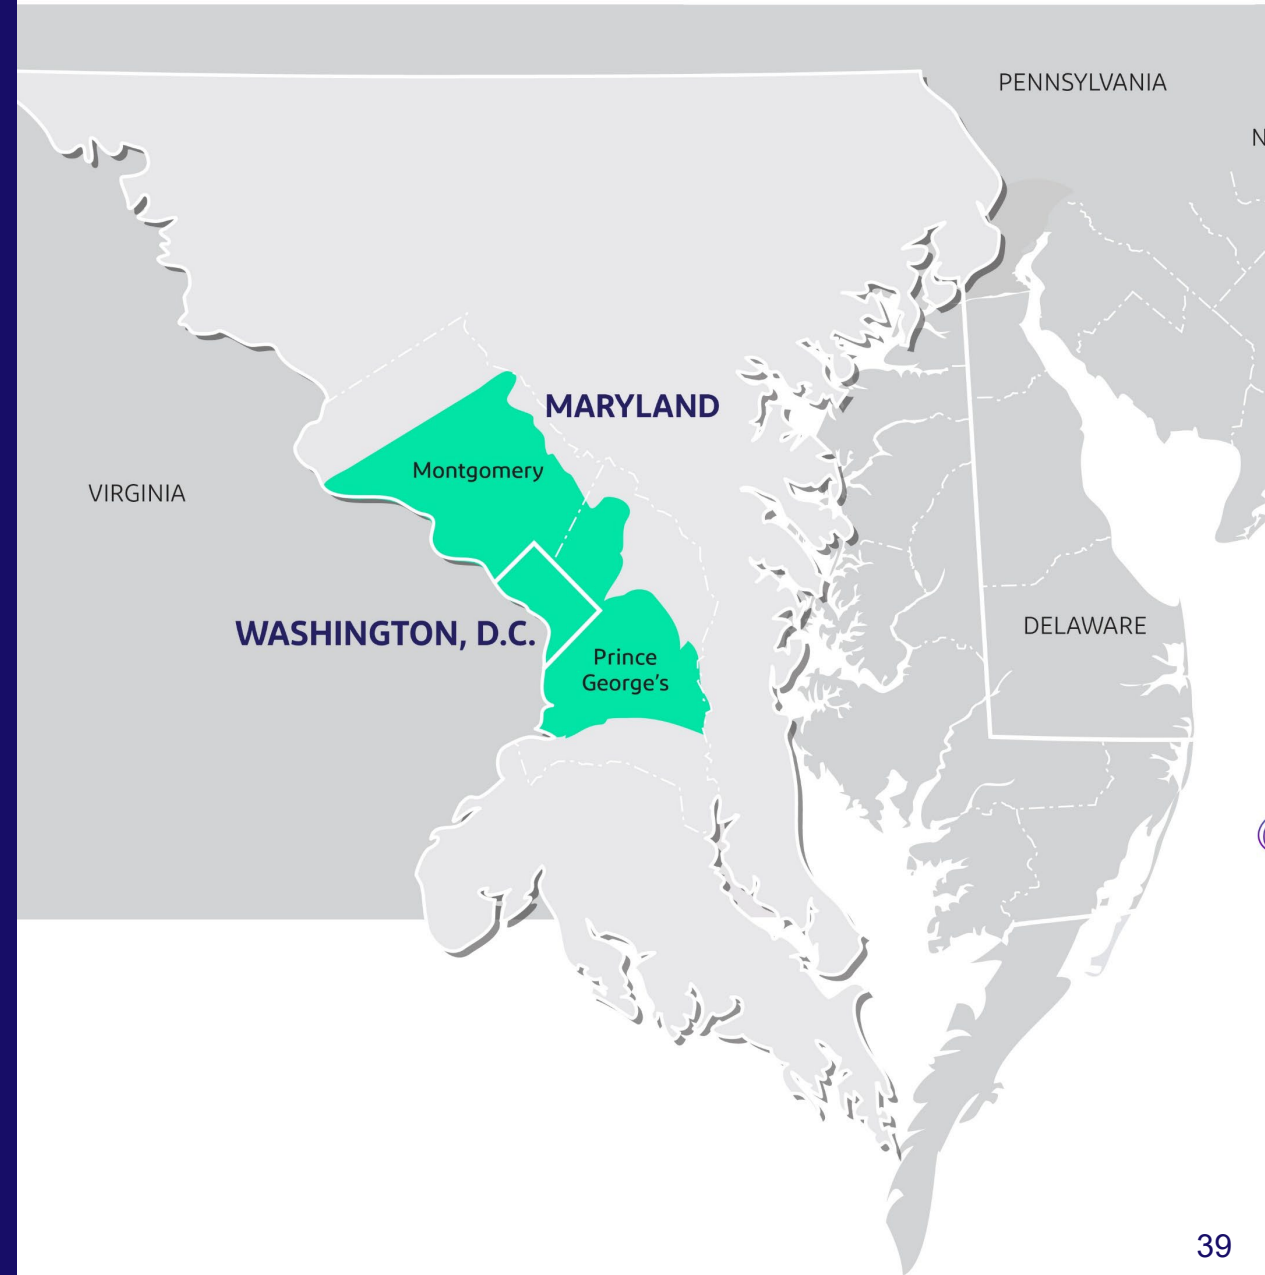 PENNSYLVANIA
N
MARYLAND
Montgomery
VIRGINIA
WASHINGTON, D.C.
DELAWARE
Prince
George's
39